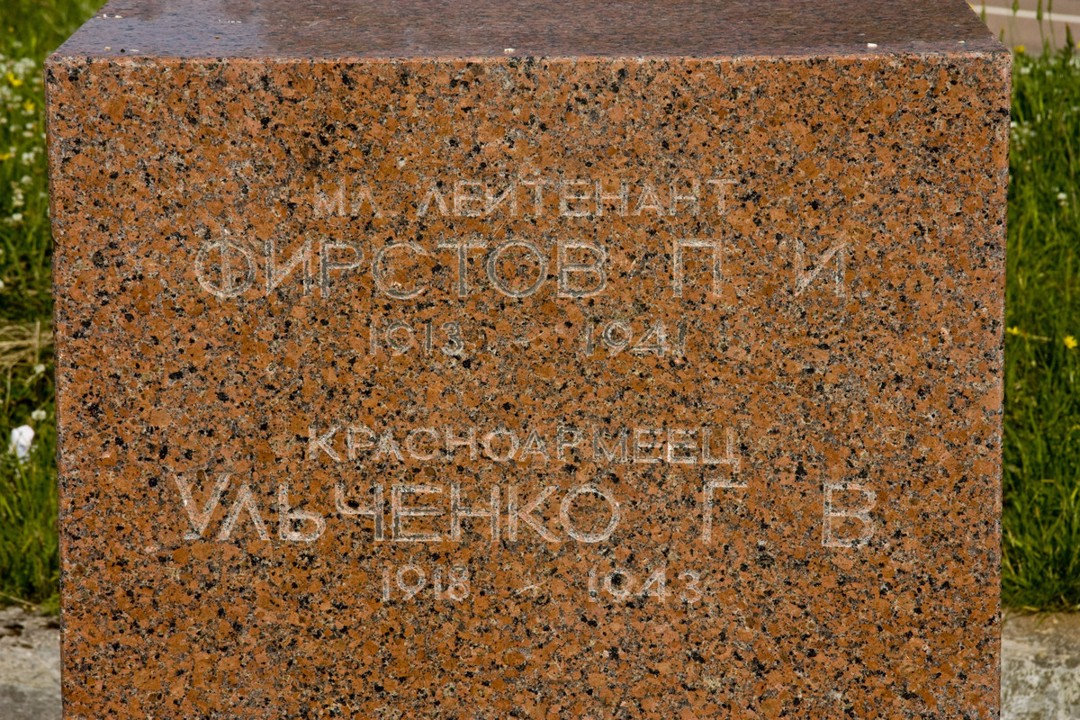 МЛ. ЛЕЙТЕНАНТ
ФИРСТОВ П. И.
1913 - 1941
КРАСНОАРМЕЕЦ
УЛЬЧЕНКО Г. В.
1918 - 1943